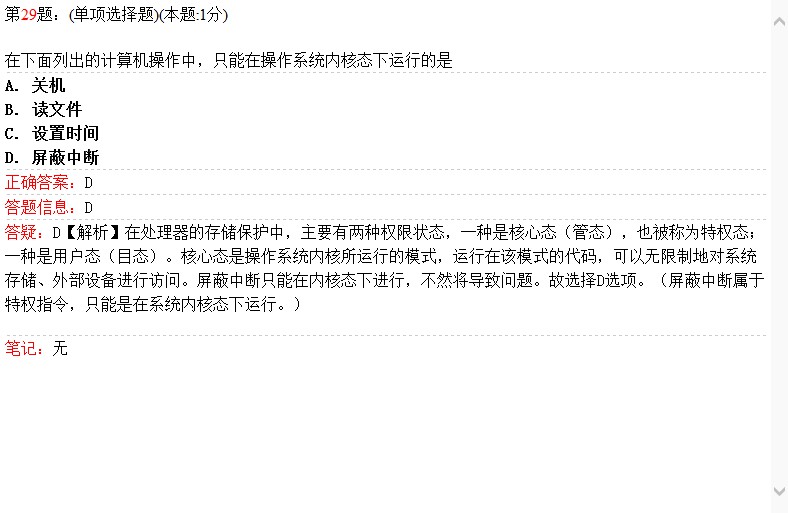 第29题：(单项选择题)(本题:1分)
在下面列出的计算机操作中，只能在操作系统内核态下运行的是
A. 关机
B. 读文件
C. 设置时间
D. 屏蔽中断
正确答案：D
答题信息：D
答疑：D【解析】在处理器的存储保护中，主要有两种权限状态，一种是核心态（管态），也被称为特权态；
一种是用户态（目态）。核心态是操作系统内核所运行的模式，运行在该模式的代码，可以无限制地对系统
存储、外部设备进行访问。屏蔽中断只能在内核态下进行，不然将导致问题。故选择D选项。（屏蔽中断属于
特权指令，只能是在系统内核态下运行。）
笔记：无